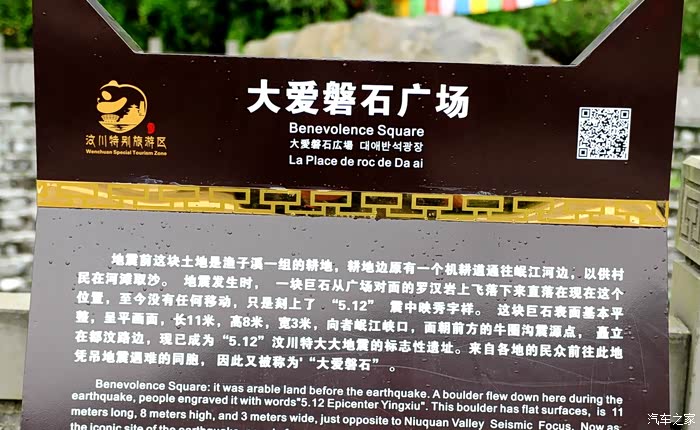 大爱磐石广场
Benevolence Square
大愛磐石広場 대애반석광장
La Place de roc de Da ai
汶川特别旅游区
Wenchuan Special Tourism Zone
地震前这块土地是渔子溪一组的耕地，耕地边原有一个机耕道通往岷江河边，以供村
民在河滩取沙。 地震发生时， 一块巨石从广场对面的罗汉岩上飞落下来直落在现在这个
位置，至今没有任何移动，只是刻上了 “5.12” 震中映秀字样。 这块巨石表面基本平
整，呈平画面，长11米，高8米，宽3米，向者岷江峡口，面朝前方的牛圈沟震源点， 矗立
在都汶路边，现已成为“5.12”汶川特大大地震的标志性遗址。来自各地的民众前往此地
凭吊地震遇难的同胞， 因此又被称为'“大爱磐石” 。
Benevolence Square: it was arable land before the earthquake. A boulder flew down here during the
earthquake, people engraved it with words"5.12 Epicenter Yingxiu". This boulder has flat surfaces, is 11
meters long, 8 meters high, and 3 meters wide, just opposite to Niuquan Valley Seismic Focus. Now as
the iconic site of the earthquake
汽车之家